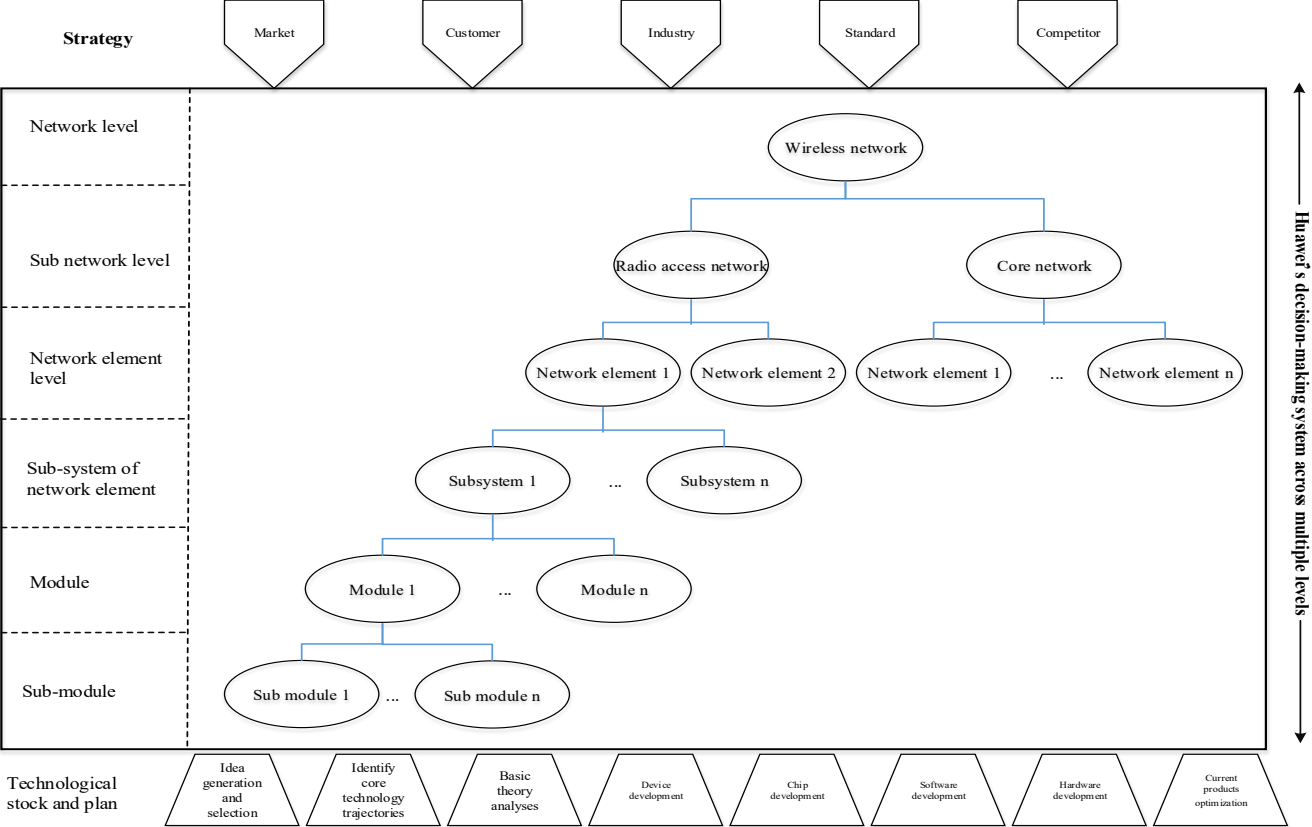 Strategy
Market
Customer
Industry
Standard
Competitor
Network level
Wireless network
Sub network level
Radio access network
Core network
Network element
level
Network element 1
Network element 2
Network element 1
...
Network element n
Sub-system of
network element
Subsystem 1
...
Subsystem n
Module
Module 1
...
Module n
Sub-module
Sub module 1
...
Sub module n
Huawei's decision-making system across multiple levels
Technological
stock and plan
Idea
generation
and
selection
Identify
core
technology
trajectories
Basic
theory
analyses
Device
development
Chip
development
Software
development
Hardware
development
Current
products
optimization